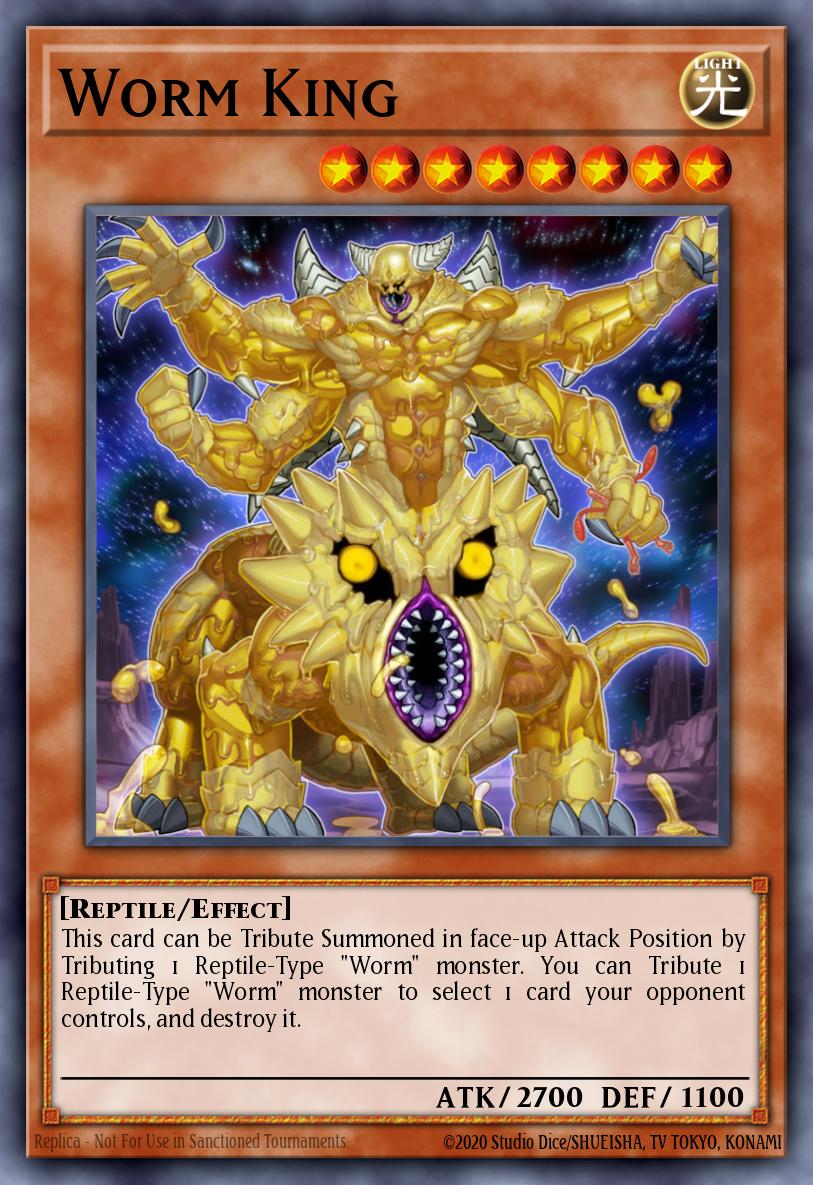 Worm King
LIGHT
光
[Reptile/Effect]
This card can be Tribute Summoned in face-up Attack Position by
Tributing 1 Reptile-Type "Worm" monster. You can Tribute 1
Reptile-Type "Worm" monster to select 1 card your opponent
controls, and destroy it.
ATK/2700 DEF/1100
Replica - Not For Use in Sanctioned Tournaments.
©2020 Studio Dice/SHUEISHA, TV TOKYO, KONAMI